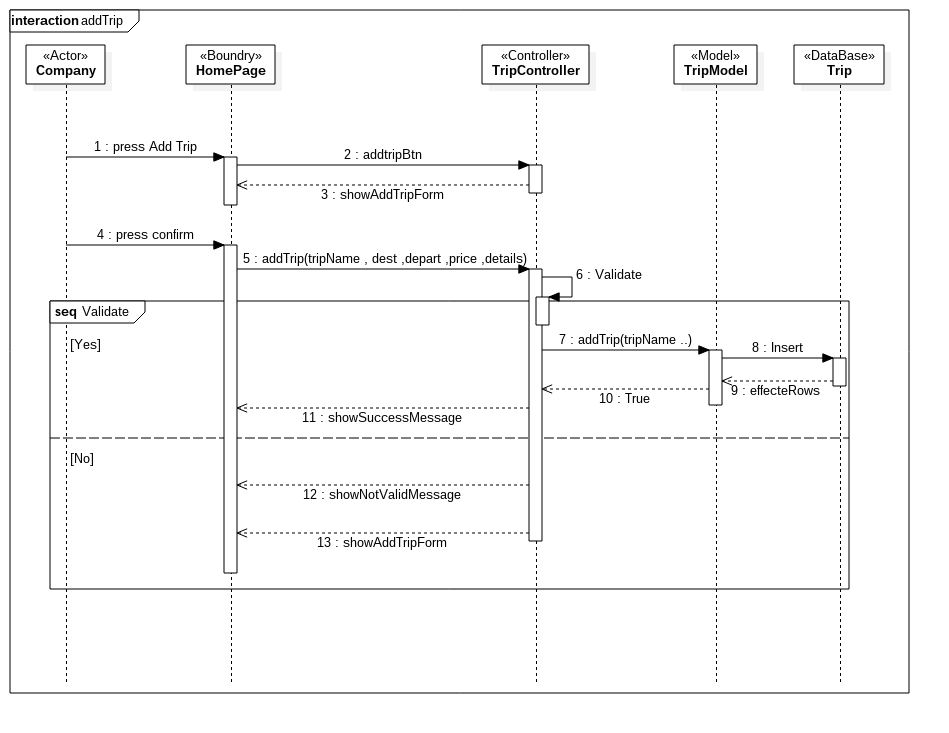 interaction addTrip
«Actor»
Company
«Boundry»
HomePage
«Controller»
TripController
«Model»
TripModel
«DataBase»
Trip
1 : press Add Trip
2 : addtripBtn
3 : showAddTripForm
4 : press confirm
5 : addTrip(tripName , dest ,depart ,price ,details)
6 : Validate
seq Validate
[Yes]
7 : addTrip(tripName ..)
8 : Insert
9 : effecteRows
10 : True
11 : showSuccessMessage
[No]
12 : showNotValidMessage
13 : showAddTripForm